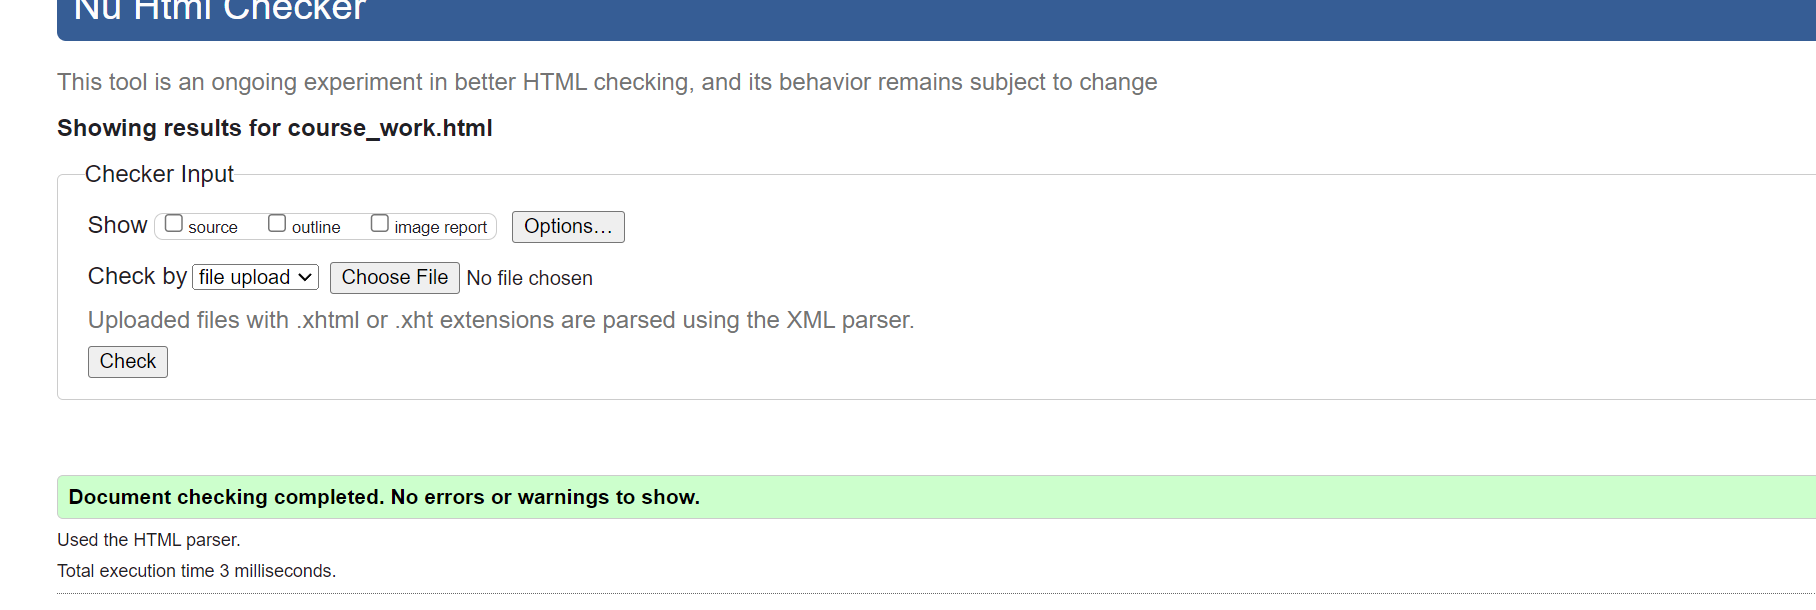 Nu Html Checker
This tool is an ongoing experiment in better HTML checking, and its behavior remains subject to change
Showing results for course_work.html
Checker Input
Show source outline image report Options...
Check by file upload Choose File No file chosen
Uploaded files with .xhtml or .xht extensions are parsed using the XML parser.
Check
Document checking completed. No errors or warnings to show.
Used the HTML parser.
Total execution time 3 milliseconds.